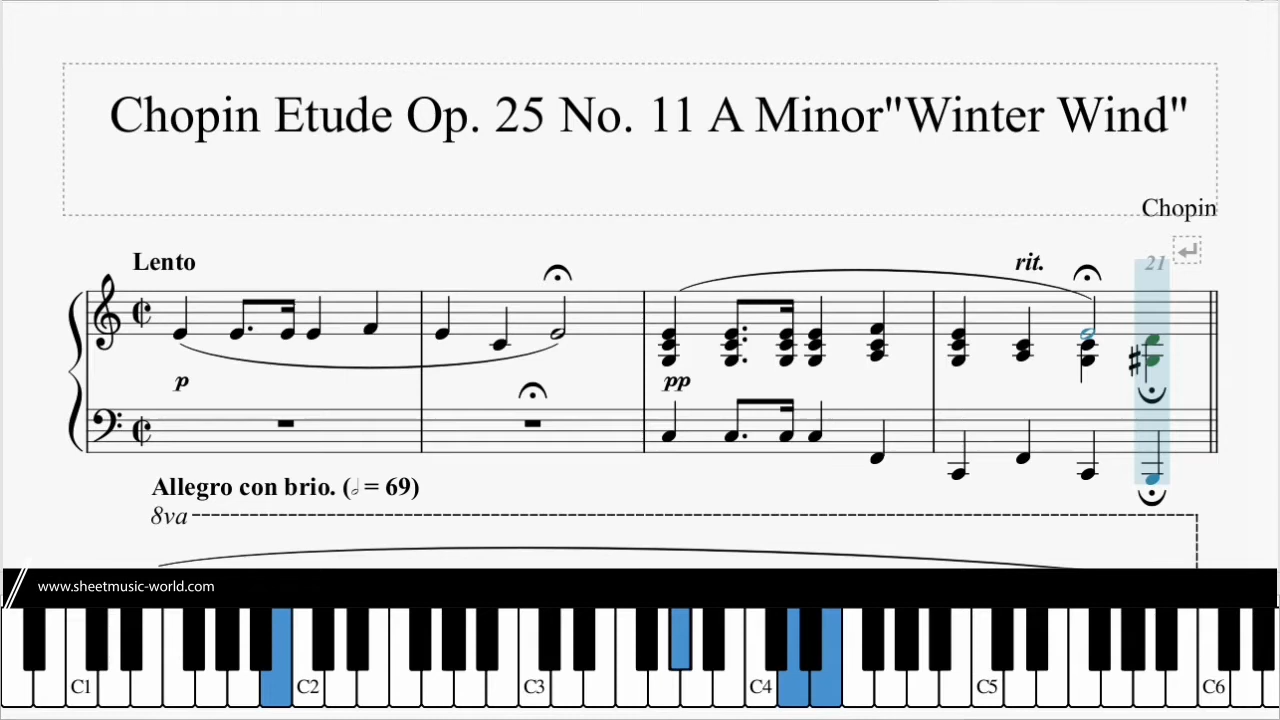 Chopin Etude Op. 25 No. 11 A Minor"Winter Wind"
Chopin
Lento
rit.
21
p
pp
Allegro con brio. (𝅗𝅥 = 69)
8va
www.sheetmusic-world.com
C1 C2 C3 C4 C5 C6